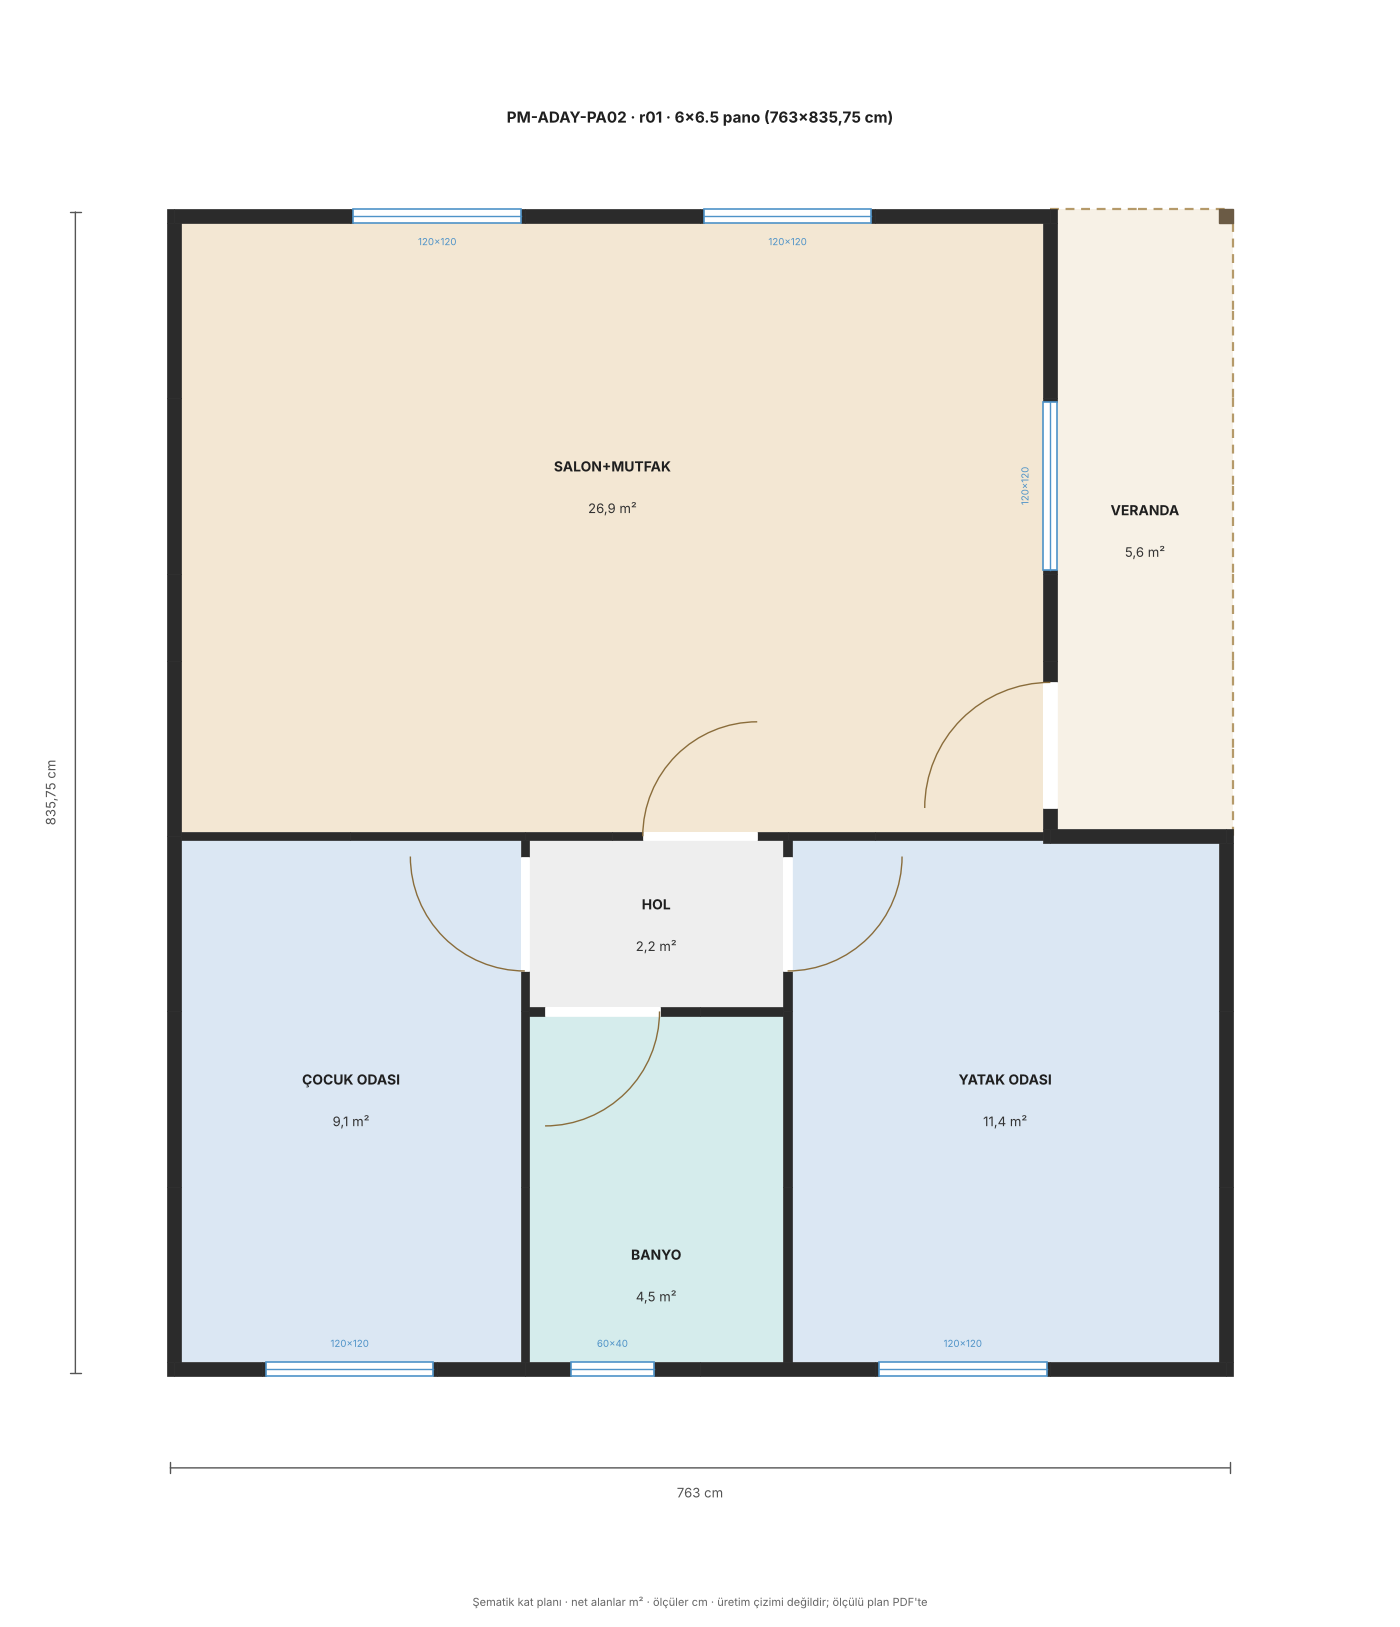 PM-ADAY-PA02 · r01 · 6×6.5 pano (763×835,75 cm)
120×120
120×120
SALON+MUTFAK
26,9 m²
120×120
VERANDA
5,6 m²
835,75 cm
HOL
2,2 m²
ÇOCUK ODASI
9,1 m²
YATAK ODASI
11,4 m²
BANYO
4,5 m²
120×120
60×40
120×120
763 cm
Şematik kat planı · net alanlar m² · ölçüler cm · üretim çizimi değildir; ölçülü plan PDF'te